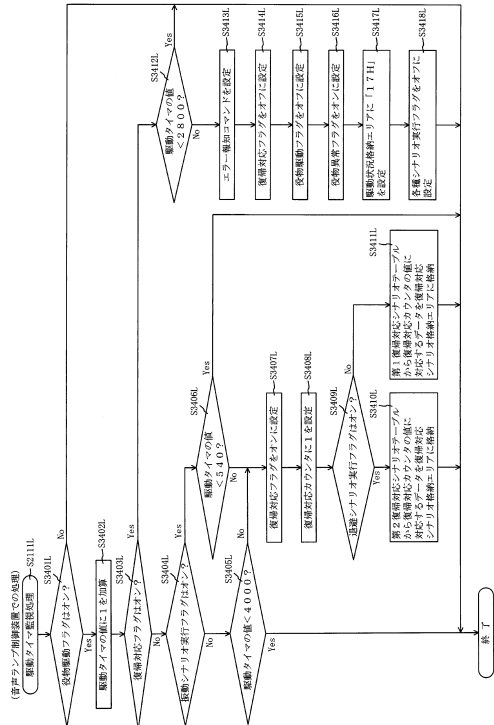 (音声ランプ制御装置での処理)
駆動タイマ監視処理
S2111L
S3401L
役物駆動フラグはオン?
No
Yes
S3402L
駆動タイマの値に1を加算
S3403L
復帰対応フラグはオン?
Yes
No
S3404L
振動シナリオ実行フラグはオン?
Yes
No
S3405L
駆動タイマの値<4000?
No
Yes
S3406L
駆動タイマの値
<540?
Yes
No
S3407L
復帰対応フラグをオンに設定
S3408L
復帰対応カウンタに1を設定
S3409L
退避シナリオ実行フラグはオン?
No
Yes
S3410L
第2復帰対応シナリオテーブル
から復帰対応カウンタの値に
対応するデータを復帰対応
シナリオ格納エリアに格納
S3411L
第1復帰対応シナリオテーブル
から復帰対応カウンタの値に
対応するデータを復帰対応
シナリオ格納エリアに格納
S3412L
駆動タイマの値
<2800?
Yes
No
S3413L
エラー報知コマンドを設定
S3414L
復帰対応フラグをオフに設定
S3415L
役物駆動フラグをオフに設定
S3416L
役物異常フラグをオンに設定
S3417L
駆動状況格納エリアに「17H」
を設定
S3418L
各種シナリオ実行フラグをオフに
設定
終了